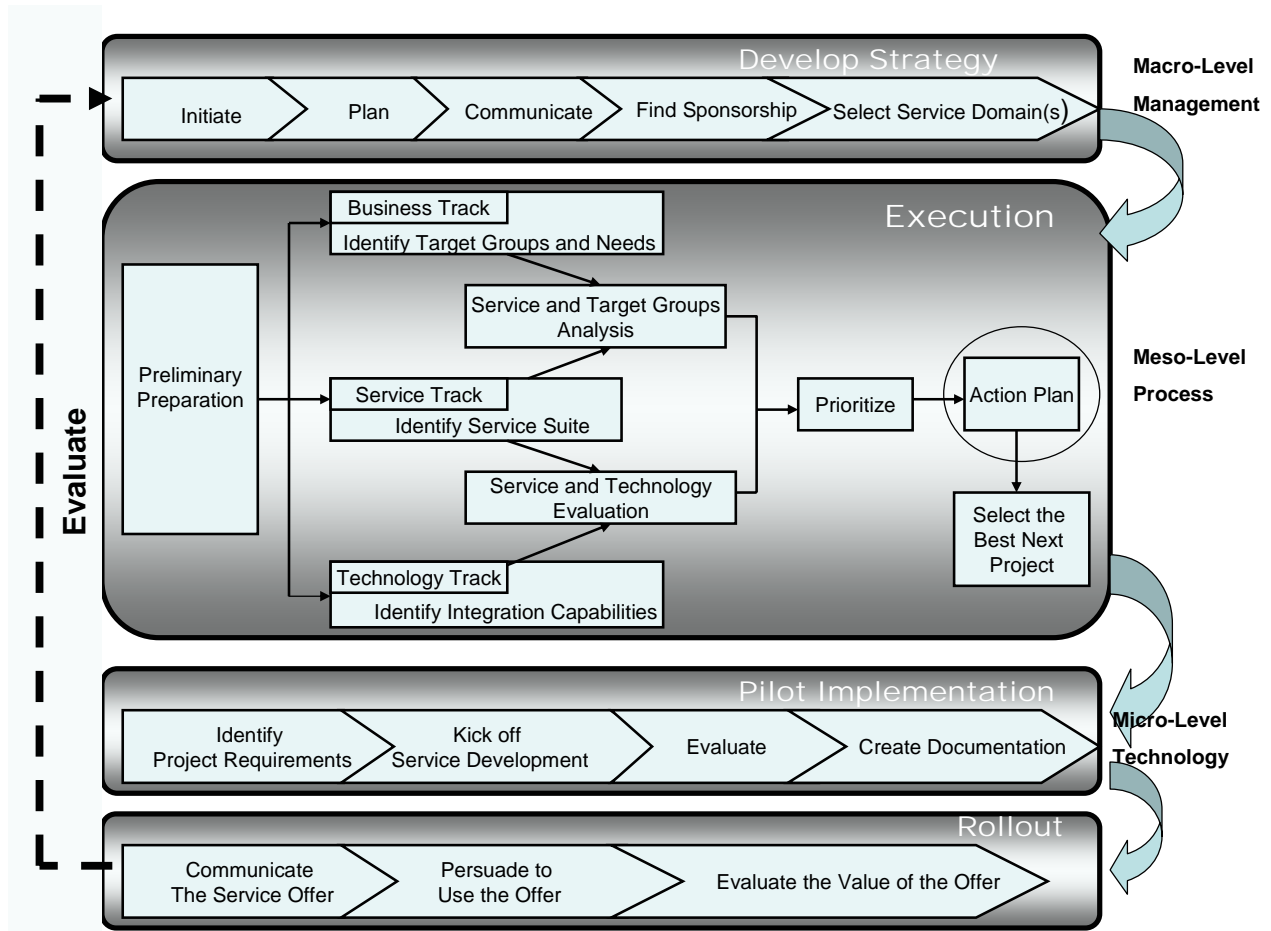 Develop Strategy
Initiate
Plan
Communicate
Find Sponsorship
Select Service Domain(s)
Macro-Level
Management
Execution
Business Track
Identify Target Groups and Needs
Service and Target Groups
Analysis
Preliminary
Preparation
Service Track
Identify Service Suite
Prioritize
Action Plan
Meso-Level
Process
Service and Technology
Evaluation
Select the
Best Next
Project
Technology Track
Identify Integration Capabilities
Evaluate
Pilot Implementation
Identify
Project Requirements
Kick off
Service Development
Evaluate
Create Documentation
Micro-Level
Technology
Rollout
Communicate
The Service Offer
Persuade to
Use the Offer
Evaluate the Value of the Offer